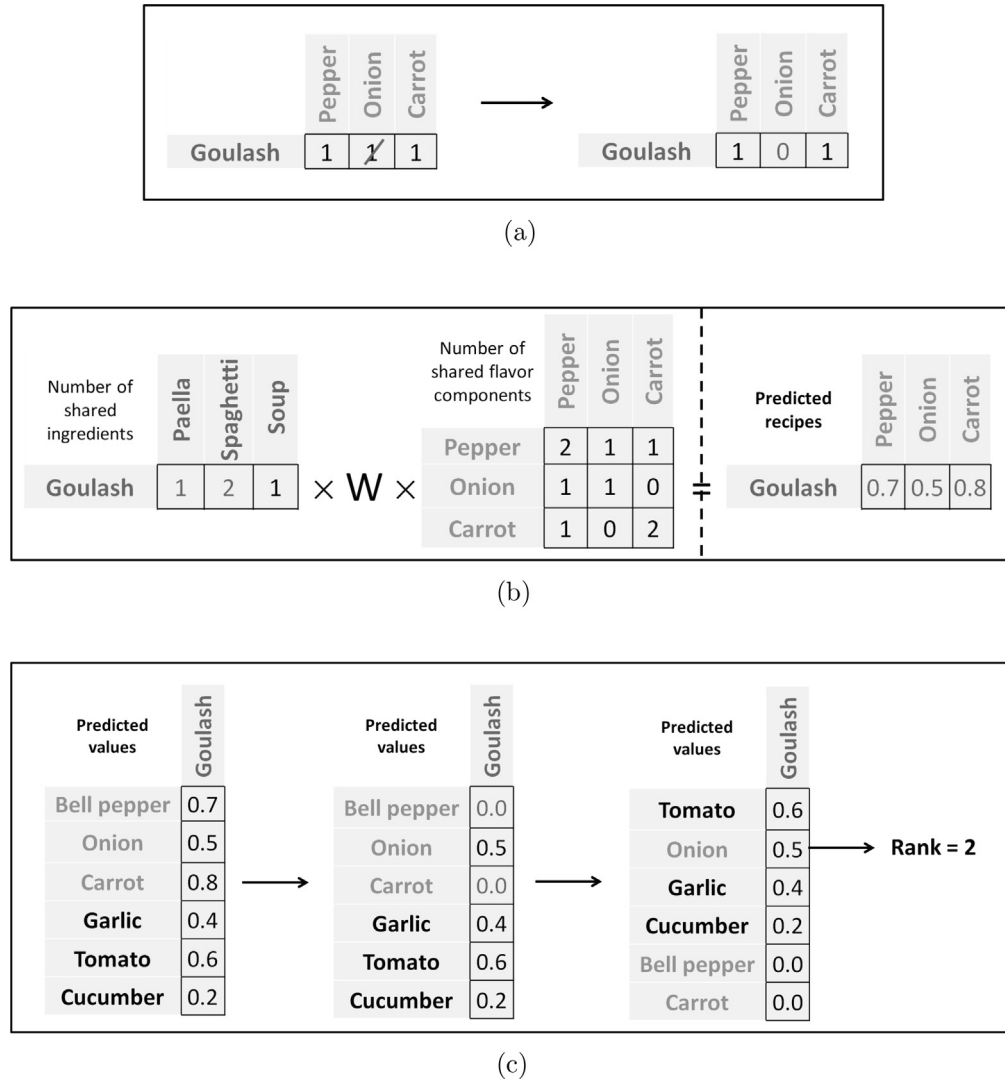 Pepper Onion Carrot
Goulash 1 1 1
Pepper Onion Carrot
Goulash 1 0 1
(a)
Number of
shared
ingredients
Paella Spaghetti Soup
Goulash 1 2 1
× W ×
Number of
shared flavor
components
Pepper Onion Carrot
Pepper 2 1 1
Onion 1 1 0
Carrot 1 0 2
=
Predicted
recipes
Pepper Onion Carrot
Goulash 0.7 0.5 0.8
(b)
Predicted
values
Goulash
Bell pepper 0.7
Onion 0.5
Carrot 0.8
Garlic 0.4
Tomato 0.6
Cucumber 0.2
Predicted
values
Goulash
Bell pepper 0.0
Onion 0.5
Carrot 0.0
Garlic 0.4
Tomato 0.6
Cucumber 0.2
Predicted
values
Goulash
Tomato 0.6
Onion 0.5
Garlic 0.4
Cucumber 0.2
Bell pepper 0.0
Carrot 0.0
Rank = 2
(c)